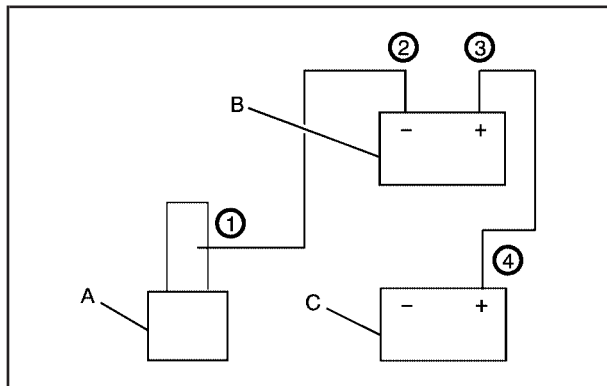 ② ③
B
− +
①
④
A
C
− +